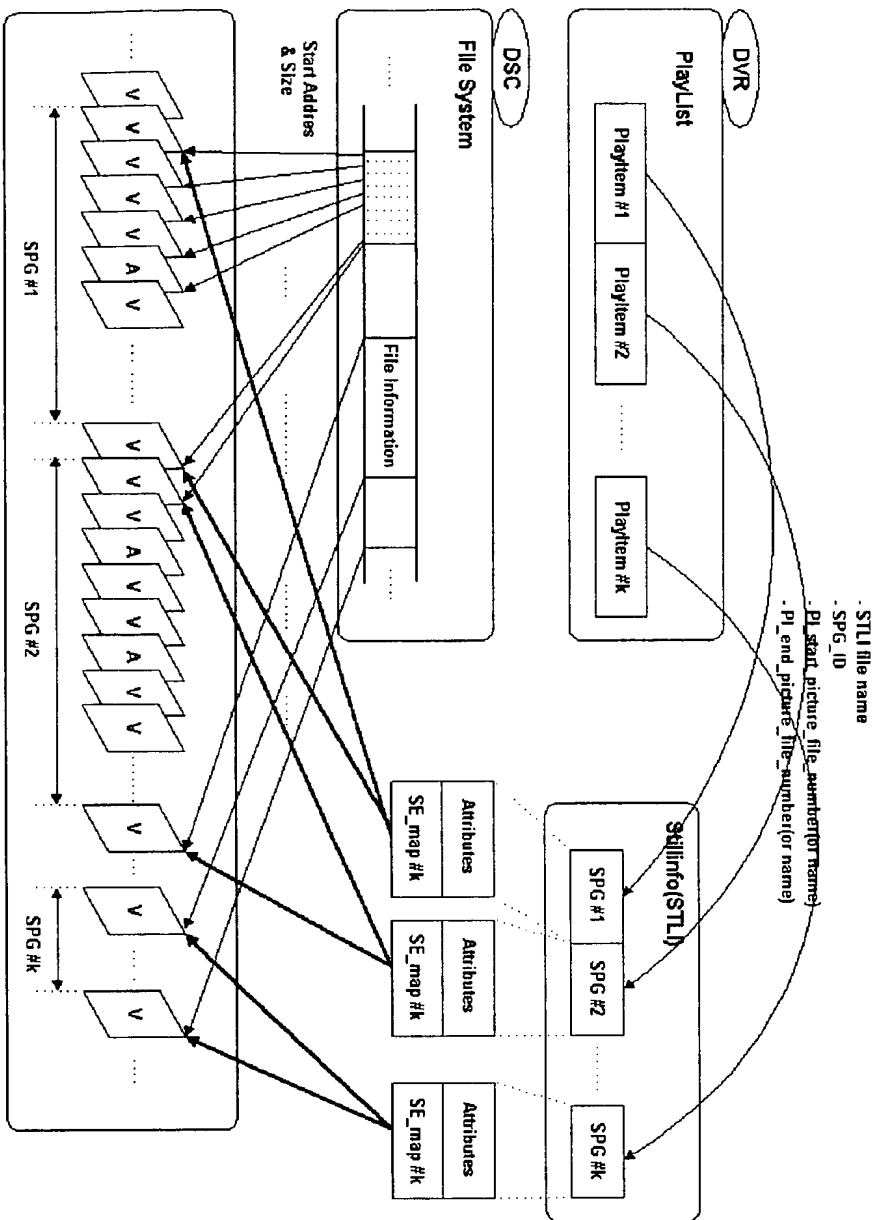 - STLI file name
- SPG_ID
- PI_start_picture_file_number(or name)
- PI_end_picture_file_number(or name)
DVR
PlayList
PlayItem #1
PlayItem #2
......
PlayItem #k
Stillinfo(STLI)
SPG #1
SPG #2
......
SPG #k
DSC
File System
......
File Information
......
Attributes
SE_map #k
Attributes
SE_map #k
Attributes
SE_map #k
Start Addres
& Size
V
V
V
V
V
A
V
V
V
V
A
V
V
A
V
V
V
V
V
SPG #1
SPG #2
SPG #k